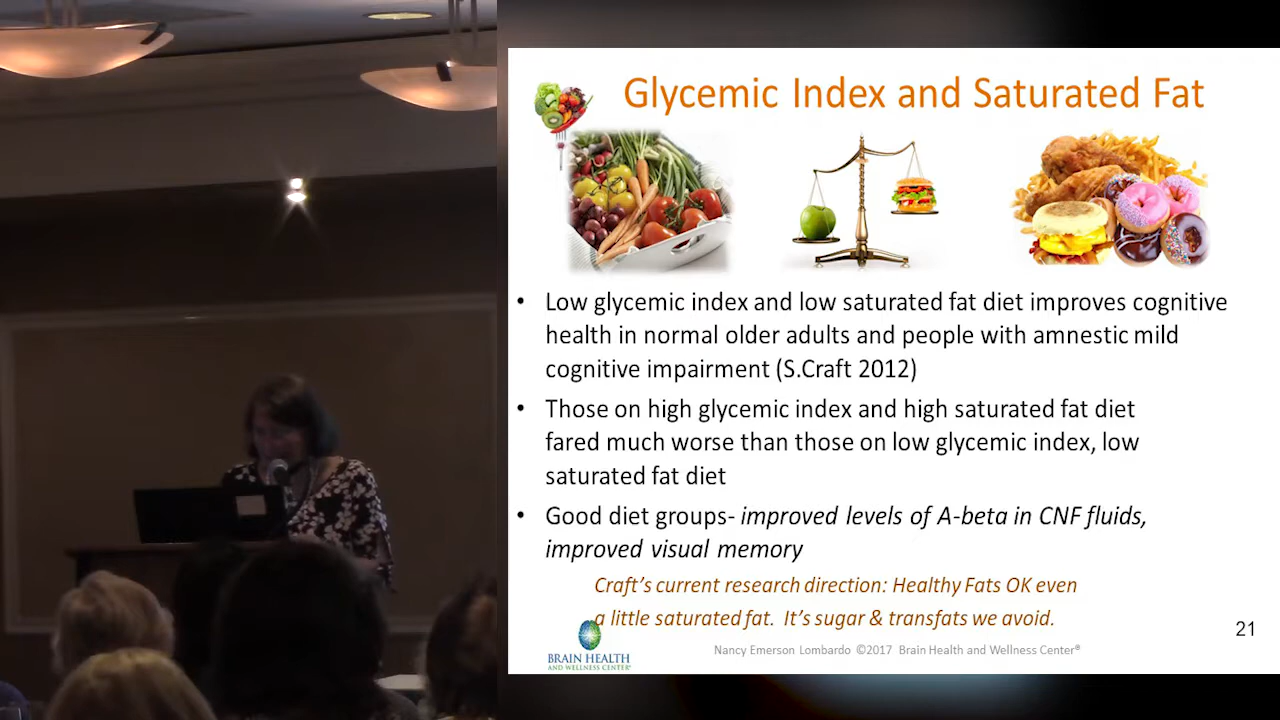 Glycemic Index and Saturated Fat
• Low glycemic index and low saturated fat diet improves cognitive
health in normal older adults and people with amnestic mild
cognitive impairment (S.Craft 2012)
• Those on high glycemic index and high saturated fat diet
fared much worse than those on low glycemic index, low
saturated fat diet
• Good diet groups- improved levels of A-beta in CNF fluids,
improved visual memory
Craft's current research direction: Healthy Fats OK even
a little saturated fat. It's sugar & transfats we avoid.
21
BRAIN HEALTH
AND WELLNESS CENTER®
Nancy Emerson Lombardo ©2017 Brain Health and Wellness Center®